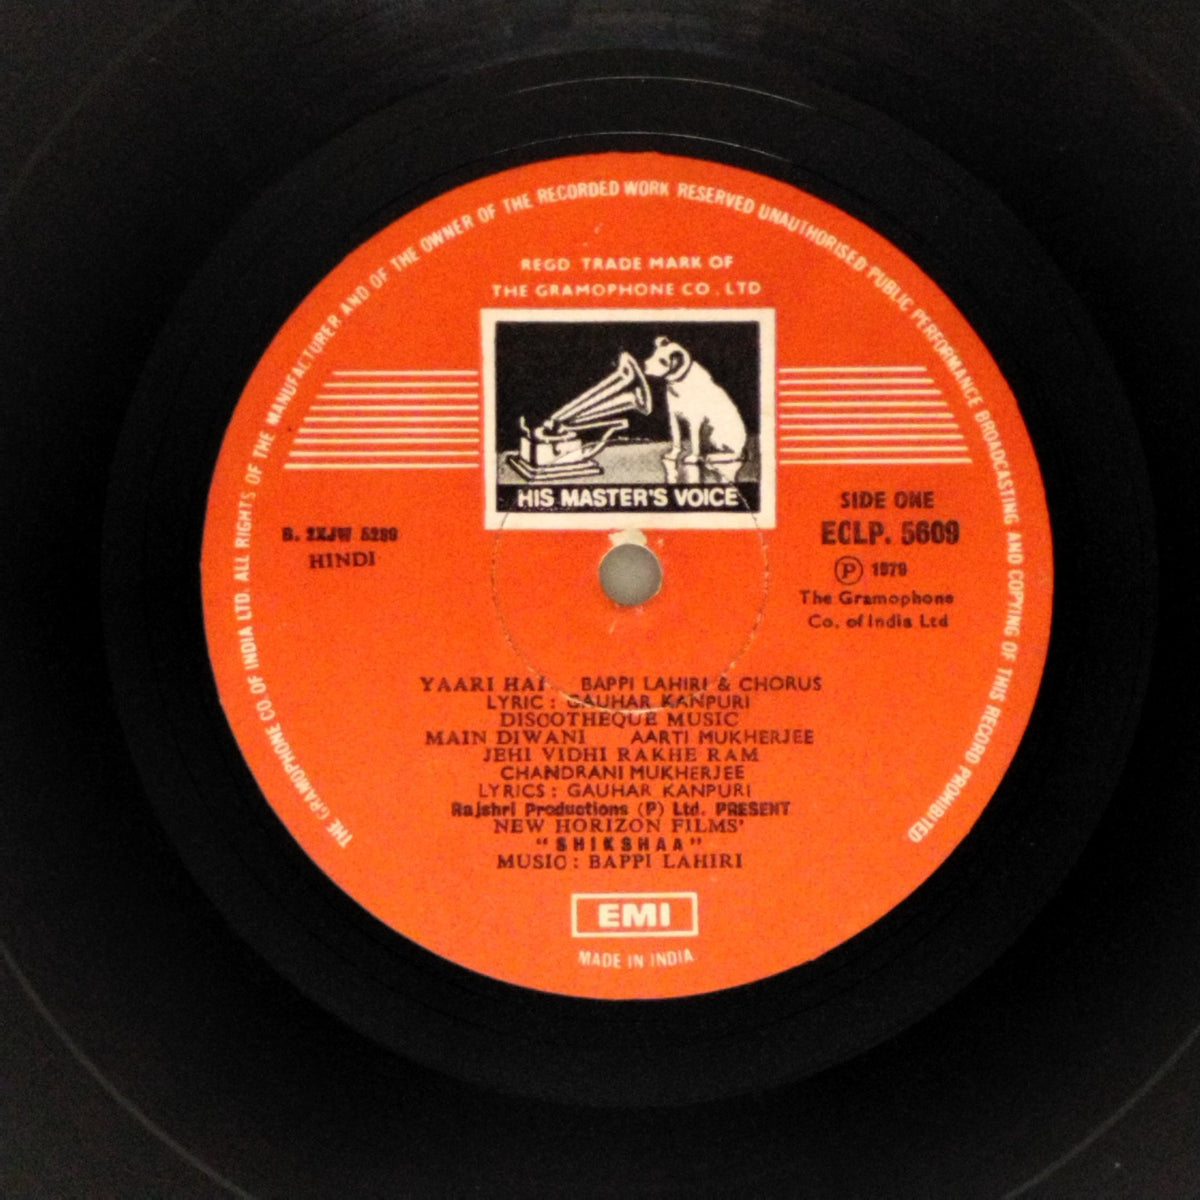 THE GRAMOPHONE CO. OF INDIA LTD. ALL RIGHTS OF THE MANUFACTURER AND OF THE OWNER OF THE RECORDED WORK RESERVED UNAUTHORISED PUBLIC PERFORMANCE BROADCASTING AND COPYING OF THIS RECORD PROHIBITED
REGD TRADE MARK OF
THE GRAMOPHONE CO. LTD
HIS MASTER'S VOICE
SIDE ONE
ECLP. 5609
Ⓟ 1979
The Gramophone
Co. of India Ltd
B. 2XJW
HINDI
YAARI HAI BAPPI LAHIRI & CHORUS
LYRIC : GAUHAR KANPURI
DISCOTHEQUE MUSIC
MAIN DIWANI AARTI MUKHERJEE
JEHI VIDHI RAKHE RAM
CHANDRANI MUKHERJEE
LYRICS : GAUHAR KANPURI
Rajshri Productions (P) Ltd. PRESENT
NEW HORIZON FILMS'
"SHIKSHAA"
MUSIC : BAPPI LAHIRI
EMI
MADE IN INDIA